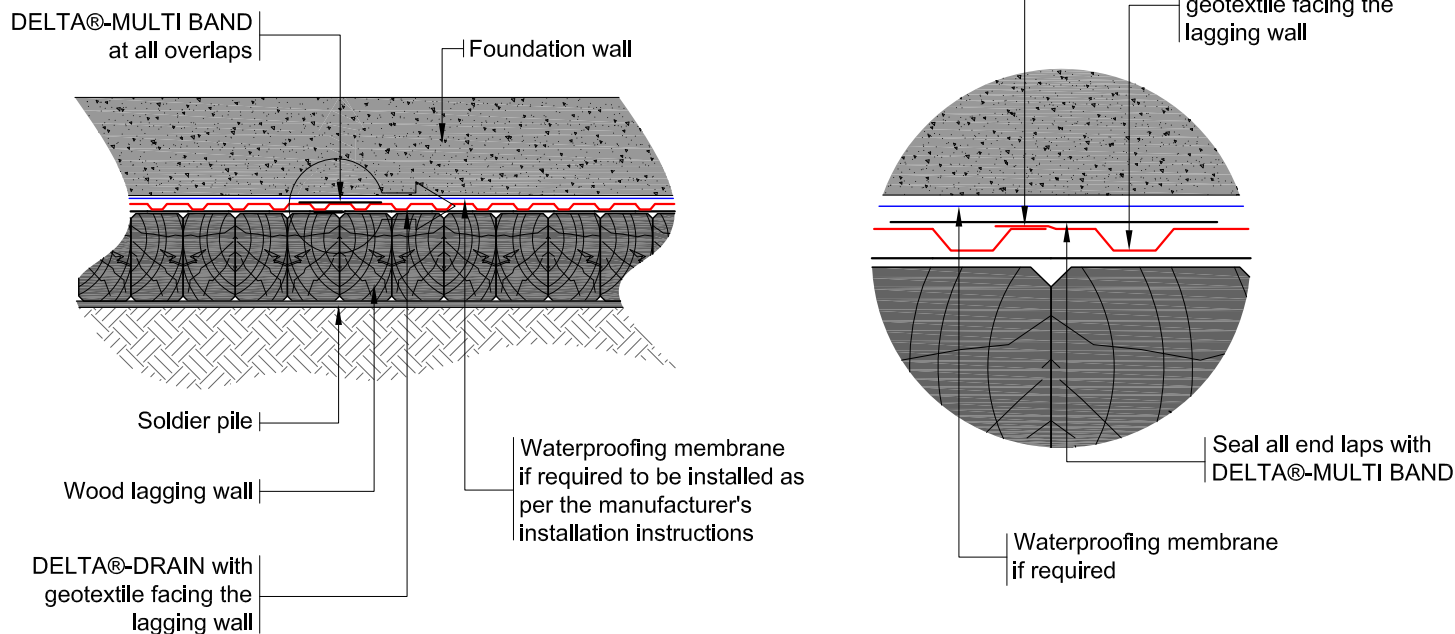 DELTA®-MULTI BAND
at all overlaps
Foundation wall
geotextile facing the
lagging wall
Soldier pile
Wood lagging wall
DELTA®-DRAIN with
geotextile facing the
lagging wall
Waterproofing membrane
if required to be installed as
per the manufacturer's
installation instructions
Seal all end laps with
DELTA®-MULTI BAND
Waterproofing membrane
if required